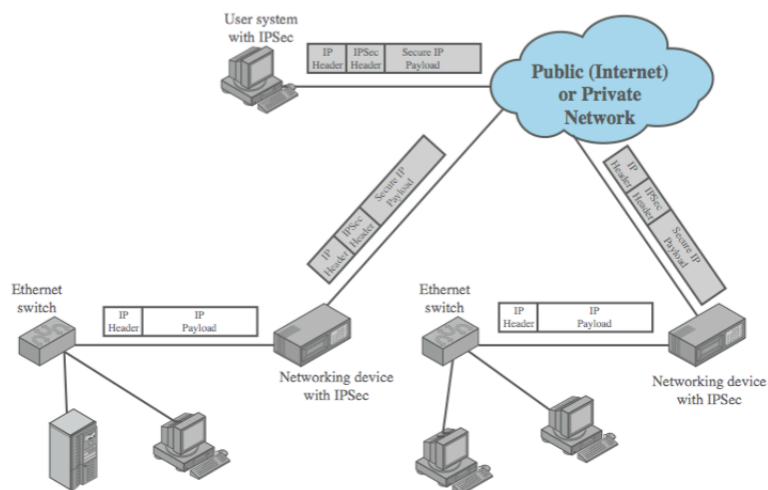 User system
with IPSec
IP
Header
IPSec
Header
Secure IP
Payload
Public (Internet)
or Private
Network
IP
Header
IPSec
Header
Secure IP
Payload
IP
Header
IPSec
Header
Secure IP
Payload
Ethernet
switch
IP
Header
IP
Payload
Networking device
with IPSec
Ethernet
switch
IP
Header
IP
Payload
Networking device
with IPSec